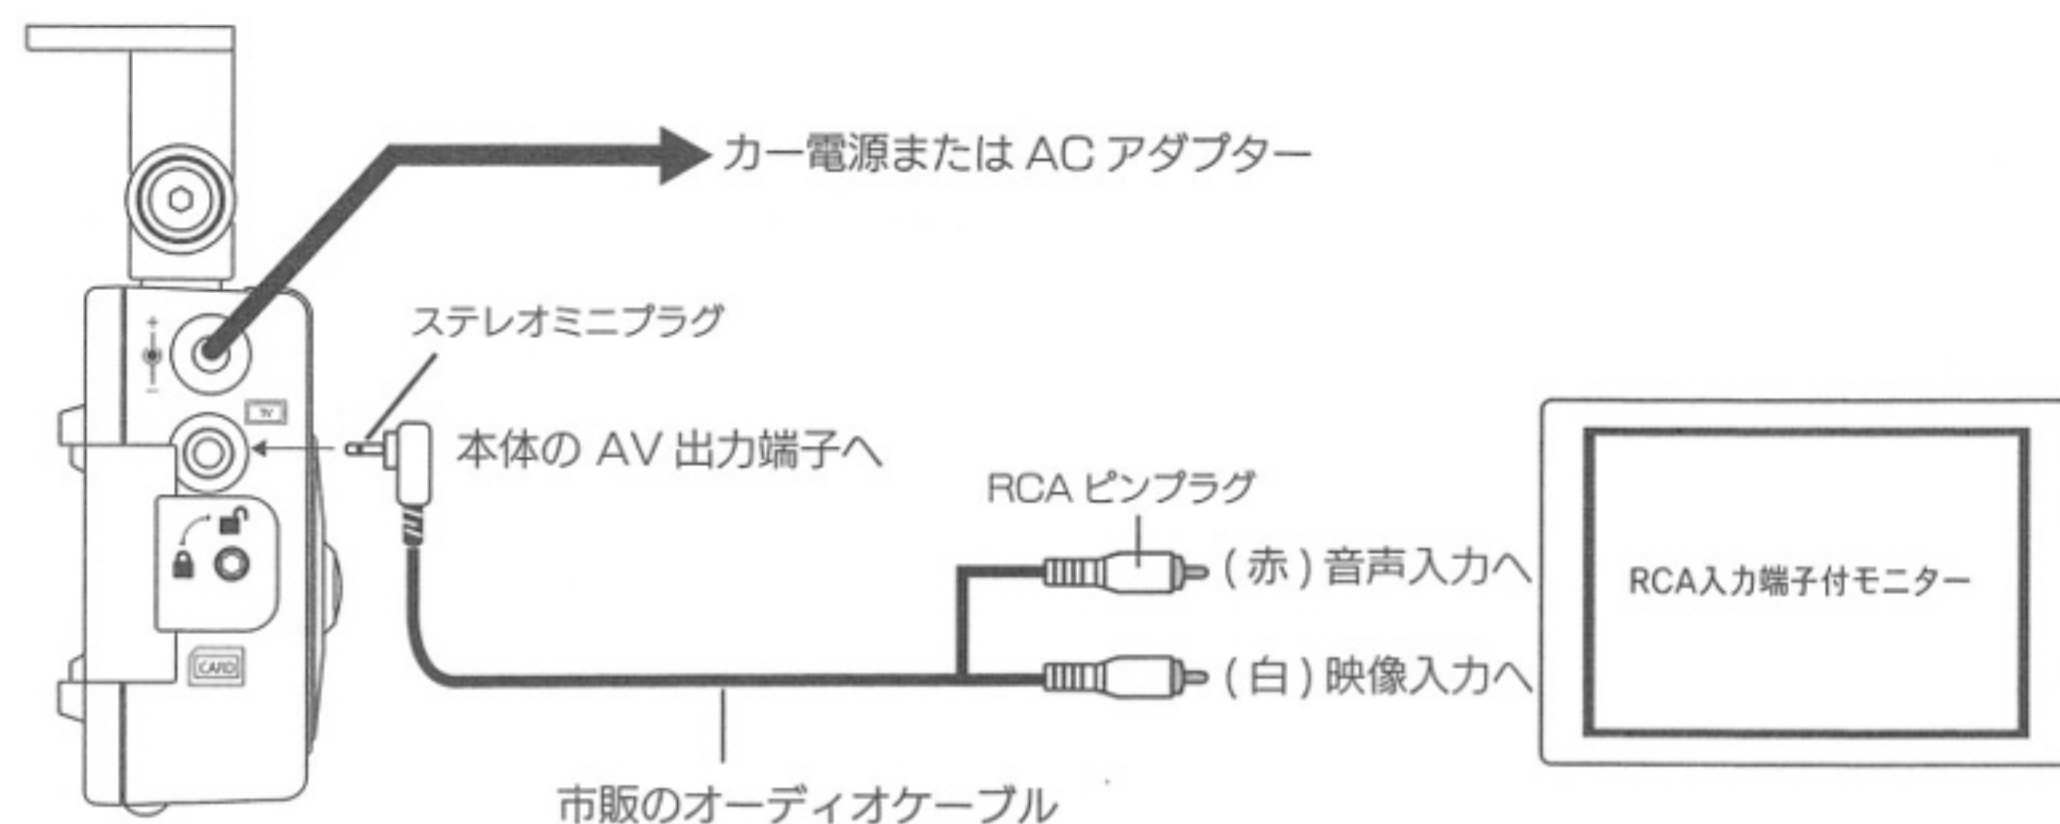 カー電源または AC アダプター
+
−
ステレオミニプラグ
本体の AV 出力端子へ
RCA ピンプラグ
(赤)音声入力へ
RCA入力端子付モニター
(白)映像入力へ
CARD
市販のオーディオケーブル